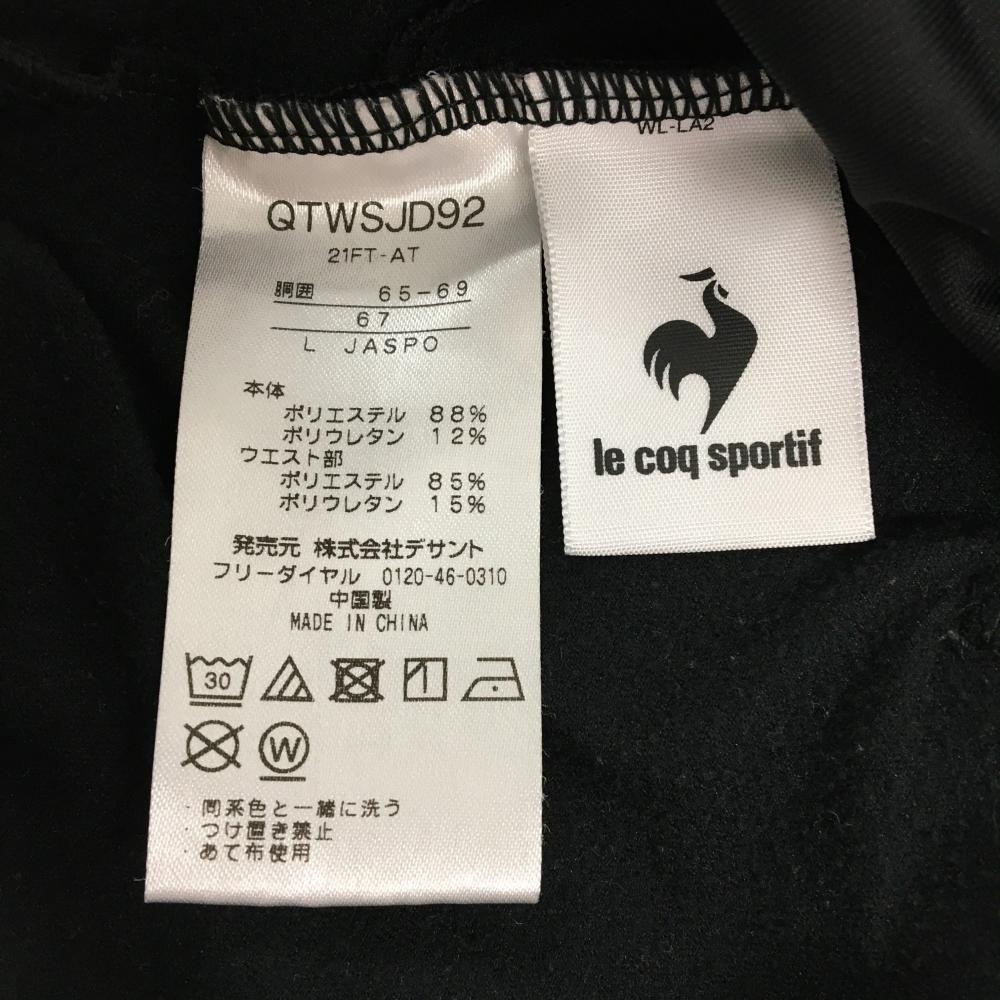 QTWSJD92
21FT-AT
胴囲 65-69
67
L JASPO
本体
ポリエステル 88%
ポリウレタン 12%
ウエスト部
ポリエステル 85%
ポリウレタン 15%
発売元 株式会社デサント
フリーダイヤル 0120-46-0310
中国製
MADE IN CHINA
30
W
・同系色と一緒に洗う
・つけ置き禁止
・あて布使用
WL-LA2
le coq sportif